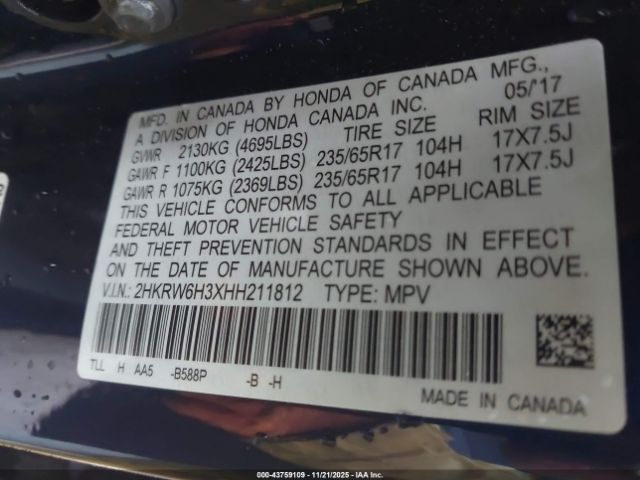 MFD. IN CANADA BY HONDA OF CANADA MFG.,
A DIVISION OF HONDA CANADA INC. 05/'17
GVWR 2130KG (4695LBS) TIRE SIZE RIM SIZE
GAWR F 1100KG (2425LBS) 235/65R17 104H 17X7.5J
GAWR R 1075KG (2369LBS) 235/65R17 104H 17X7.5J
THIS VEHICLE CONFORMS TO ALL APPLICABLE
FEDERAL MOTOR VEHICLE SAFETY
AND THEFT PREVENTION STANDARDS IN EFFECT
ON THE DATE OF MANUFACTURE SHOWN ABOVE.
V.I.N.: 2HKRW6H3XHH211812 TYPE: MPV
TLL H AA5 -B588P -B -H
MADE IN CANADA
000-43759109 - 11/21/2025 - IAA Inc.